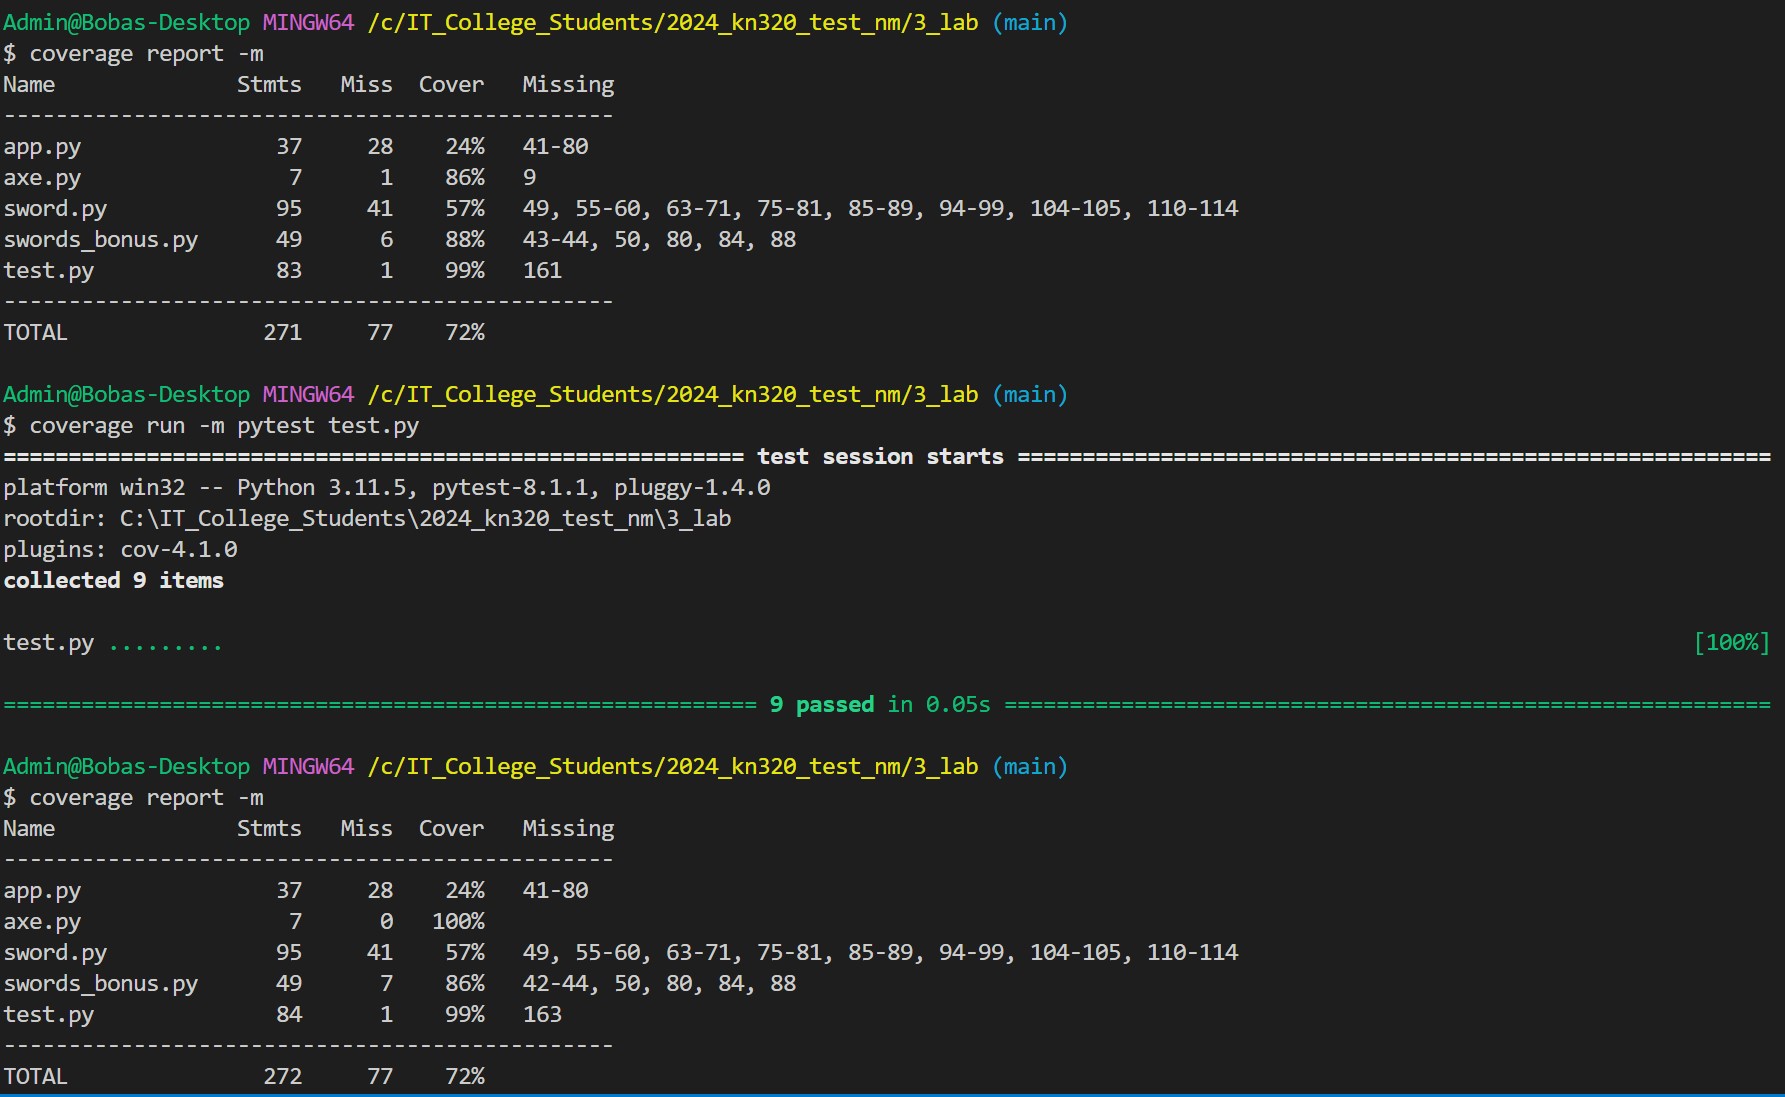 Admin@Bobas-Desktop MINGW64 /c/IT_College_Students/2024_kn320_test_nm/3_lab (main)
$ coverage report -m
Name              Stmts   Miss  Cover   Missing
-----------------------------------------------
app.py               37     28    24%   41-80
axe.py                7      1    86%   9
sword.py             95     41    57%   49, 55-60, 63-71, 75-81, 85-89, 94-99, 104-105, 110-114
swords_bonus.py      49      6    88%   43-44, 50, 80, 84, 88
test.py              83      1    99%   161
-----------------------------------------------
TOTAL               271     77    72%
Admin@Bobas-Desktop MINGW64 /c/IT_College_Students/2024_kn320_test_nm/3_lab (main)
$ coverage run -m pytest test.py
========================================================= test session starts ==========================================================
platform win32 -- Python 3.11.5, pytest-8.1.1, pluggy-1.4.0
rootdir: C:\IT_College_Students\2024_kn320_test_nm\3_lab
plugins: cov-4.1.0
collected 9 items
test.py ......... [100%]
========================================================== 9 passed in 0.05s ===========================================================
Admin@Bobas-Desktop MINGW64 /c/IT_College_Students/2024_kn320_test_nm/3_lab (main)
$ coverage report -m
Name              Stmts   Miss  Cover   Missing
-----------------------------------------------
app.py               37     28    24%   41-80
axe.py                7      0   100%
sword.py             95     41    57%   49, 55-60, 63-71, 75-81, 85-89, 94-99, 104-105, 110-114
swords_bonus.py      49      7    86%   42-44, 50, 80, 84, 88
test.py              84      1    99%   163
-----------------------------------------------
TOTAL               272     77    72%